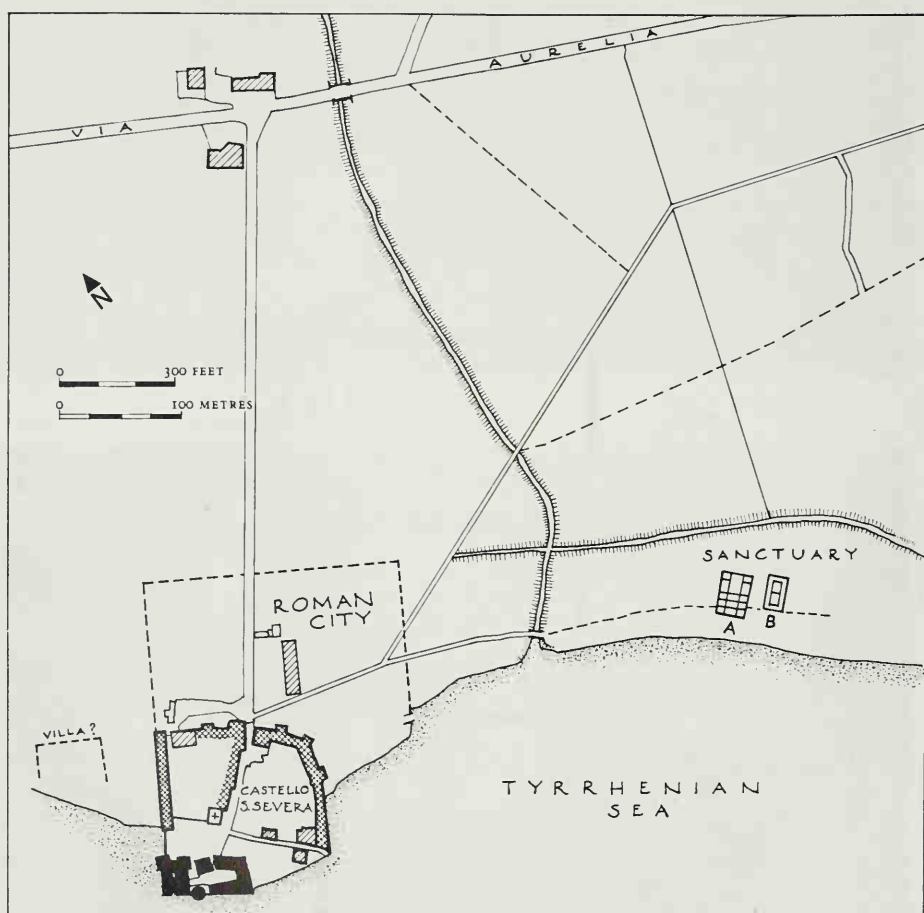 VIA AURELIA
N
0 300 FEET
0 100 METRES
SANCTUARY
A B
ROMAN
CITY
VILLA?
CASTELLO
S. SEVERA
TYRRHENIAN
SEA